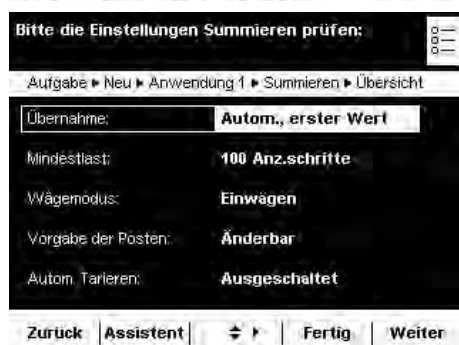 Bitte die Einstellungen Summieren prüfen:
Aufgabe ▸ Neu ▸ Anwendung 1 ▸ Summieren ▸ Übersicht
Übernahme: Autom., erster Wert
Mindestlast: 100 Anz.schritte
Wägemodus: Einwägen
Vorgabe der Posten: Änderbar
Autom. Tarieren: Ausgeschaltet
Zurück Assistent Fertig Weiter